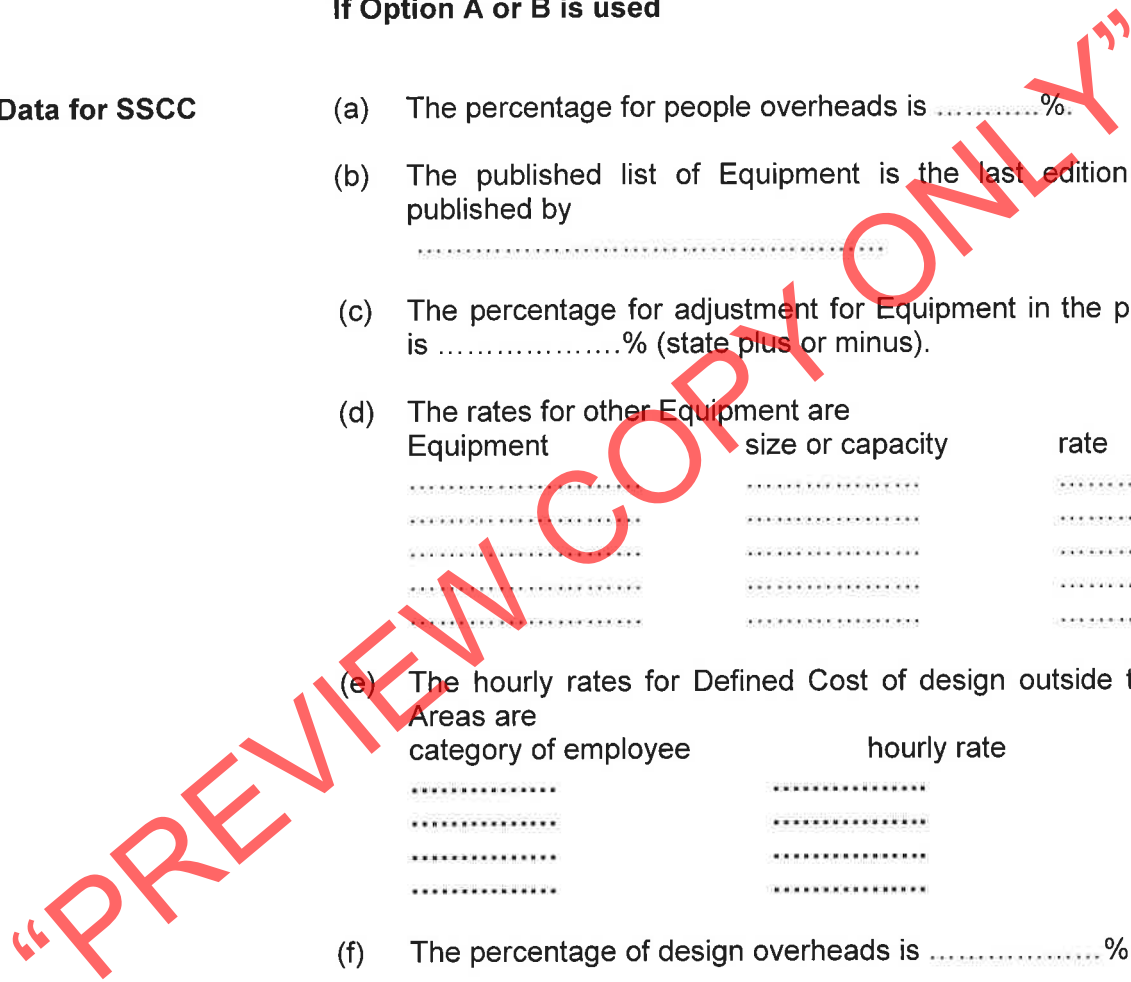 If Option A or B is used
Data for SSCC
(a) The percentage for people overheads is ...........%.
(b) The published list of Equipment is the last edition
published by
..................................................
(c) The percentage for adjustment for Equipment in the p
is ...................% (state plus or minus).
(d) The rates for other Equipment are
Equipment size or capacity rate
......................... .................. ........
......................... .................. ........
......................... .................. ........
......................... .................. ........
......................... .................. ........
(e) The hourly rates for Defined Cost of design outside t
Areas are
category of employee hourly rate
............... ................
............... ................
............... ................
............... ................
(f) The percentage of design overheads is ..................%
“PREVIEW COPY ONLY”